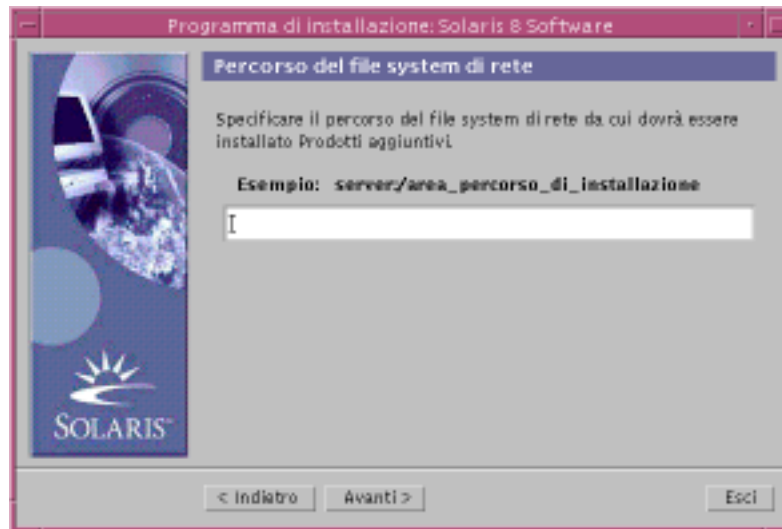 Programma di installazione: Solaris 8 Software
Percorso del file system di rete
Specificare il percorso del file system di rete da cui dovrà essere
installato Prodotti aggiuntivi.
Esempio: server:/area_percorso_di_installazione
SOLARIS™
< Indietro
Avanti >
Esci